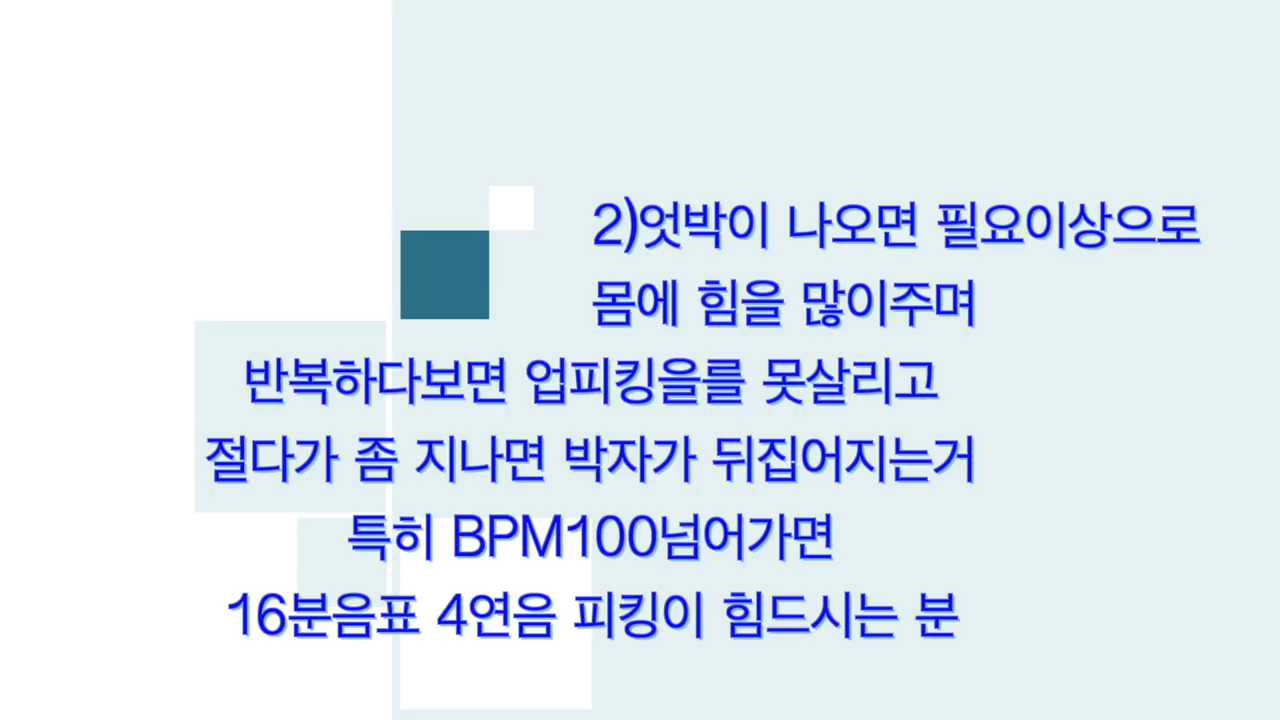 2)엇박이 나오면 필요이상으로
몸에 힘을 많이주며
반복하다보면 업피킹을를 못살리고
절다가 좀 지나면 박자가 뒤집어지는거
특히 BPM100넘어가면
16분음표 4연음 피킹이 힘드시는 분